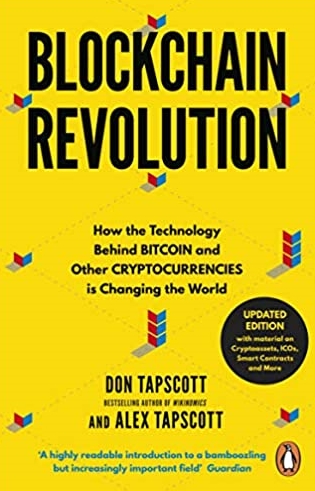 BLOCKCHAIN
REVOLUTION
How the Technology
Behind BITCOIN and
Other CRYPTOCURRENCIES
is Changing the World
UPDATED
EDITION
with material on
Cryptoassets, ICOs,
Smart Contracts
and More
DON TAPSCOTT
BESTSELLING AUTHOR OF WIKINOMICS
AND ALEX TAPSCOTT
‘A highly readable introduction to a bamboozling
but increasingly important field’ Guardian